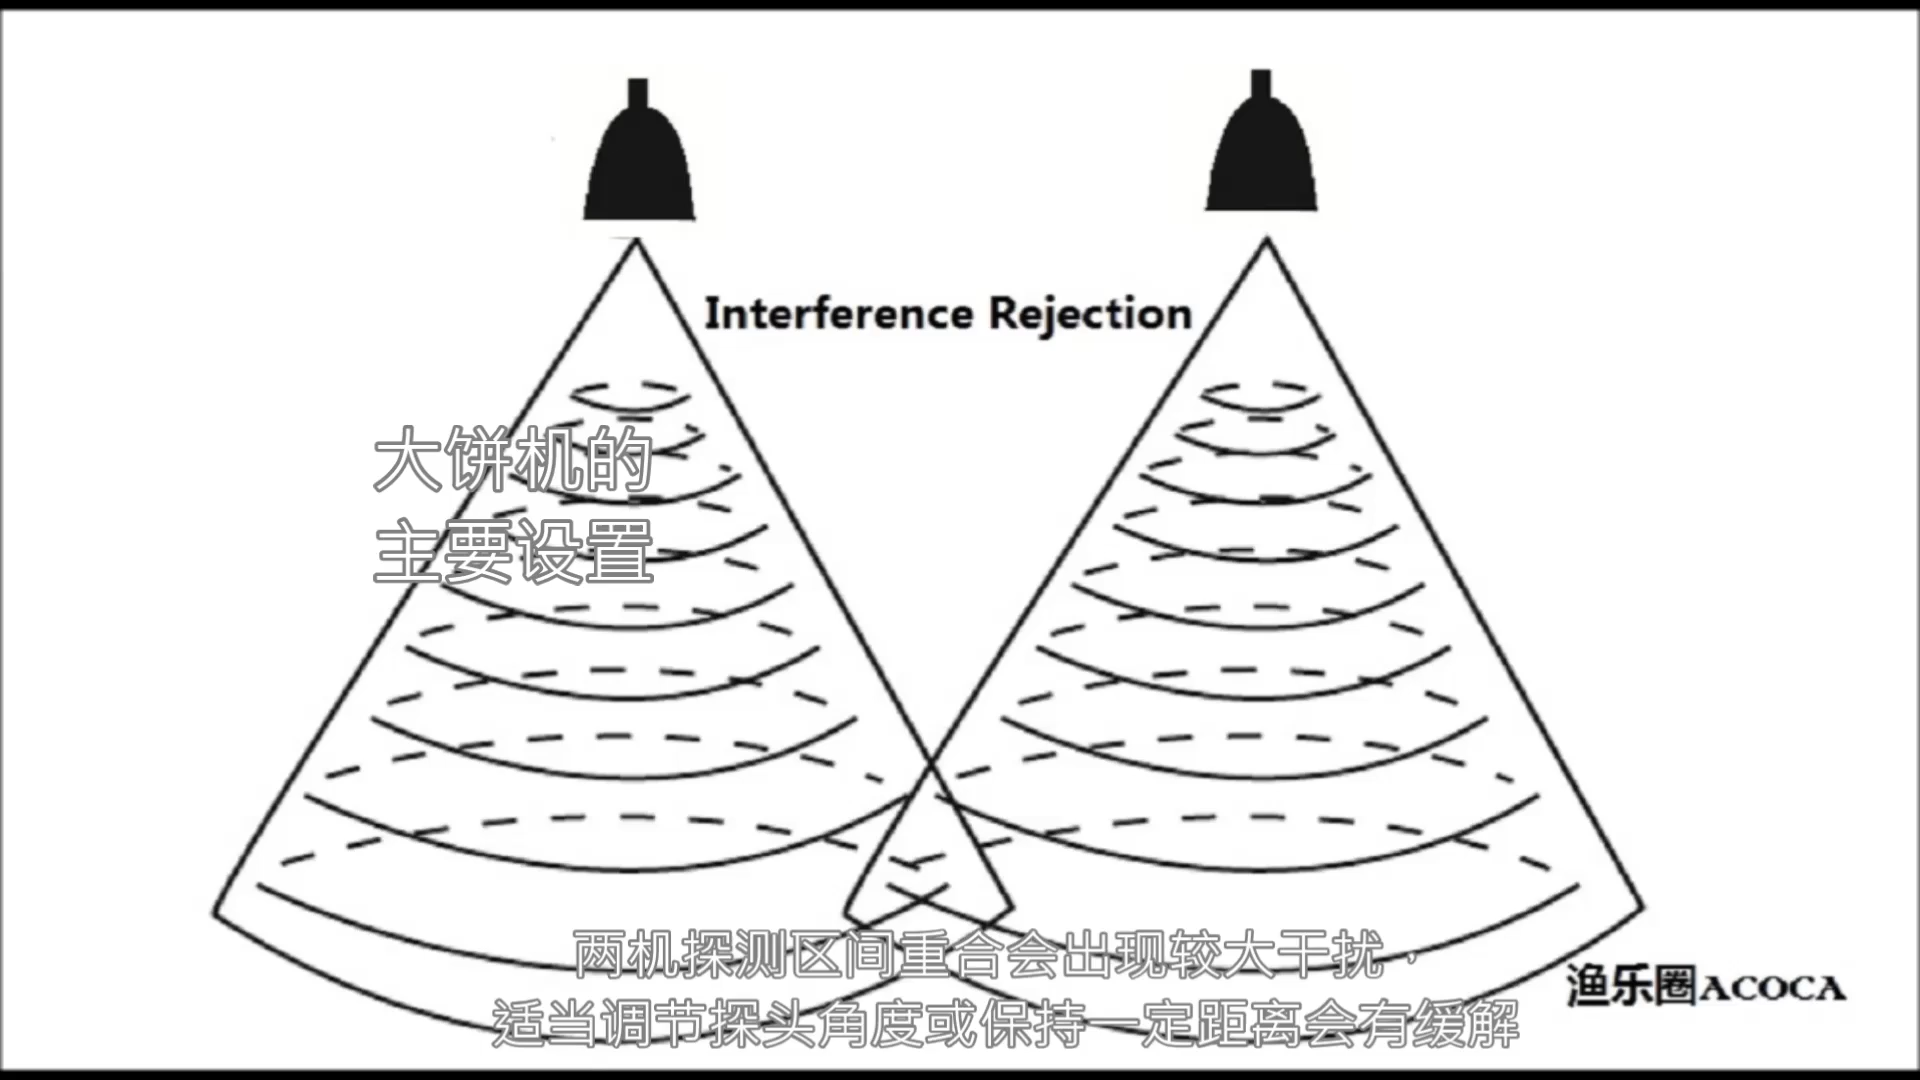 Interference Rejection
大饼机的
主要设置
两机探测区间重合会出现较大干扰，
适当调节探头角度或保持一定距离会有缓解
渔乐圈ACOCA